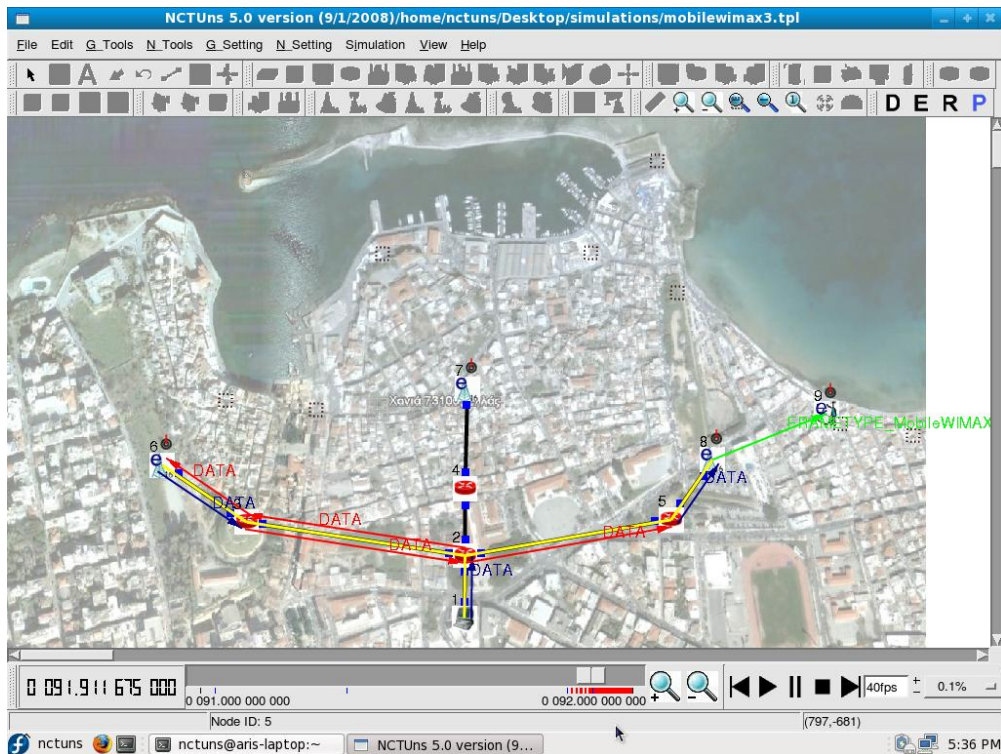 NCTUns 5.0 version (9/1/2008)/home/nctuns/Desktop/simulations/mobilewimax3.tpl
File Edit G_Tools N_Tools G_Setting N_Setting Simulation View Help
D E R P
7
Χανιά
9
MobileWIMAX
6
8
DATA
DATA
4
DATA
5
DATA
DATA
2
DATA
DATA
1
0 091.911 675 000
0 091.000 000 000
0 092.000 000 000
40fps
0.1%
Node ID: 5
(797,-681)
nctuns
nctuns@aris-laptop:~
NCTUns 5.0 version (9...
5:36 PM